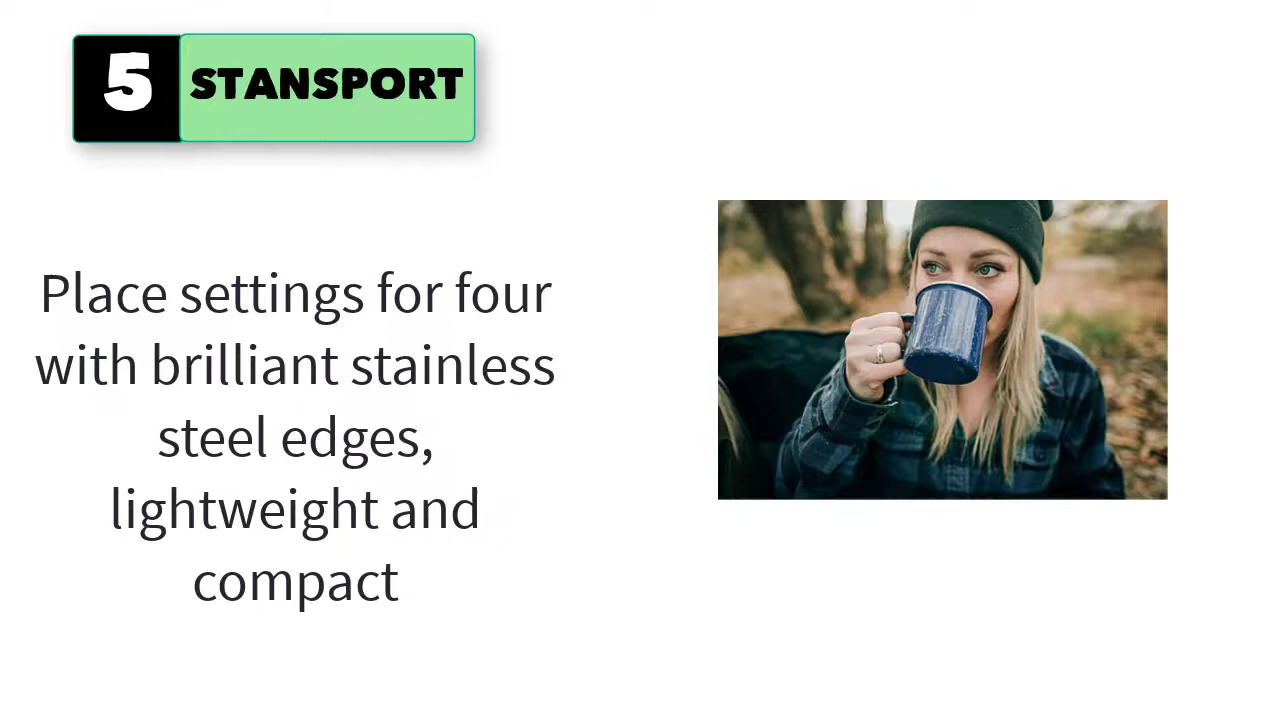 5 STANSPORT
Place settings for four
with brilliant stainless
steel edges,
lightweight and
compact